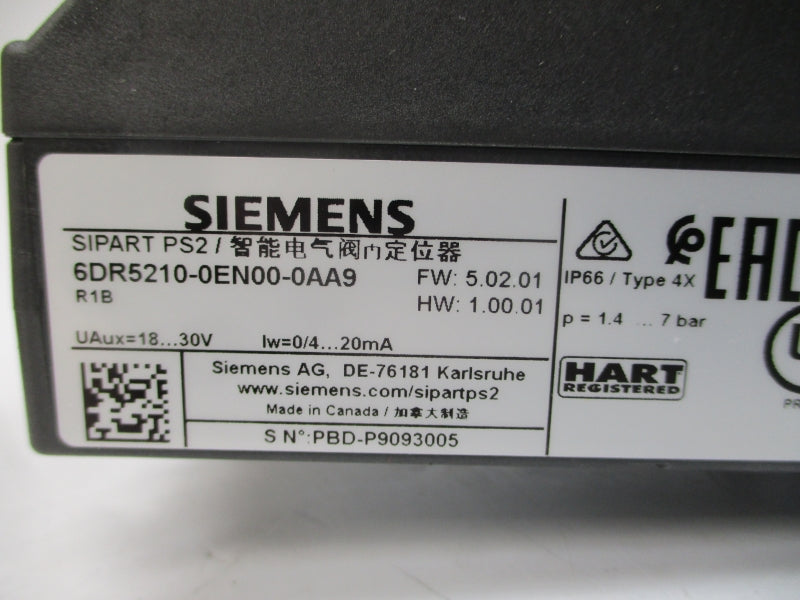 SIEMENS
SIPART PS2 / 智能电气阀门定位器
6DR5210-0EN00-0AA9
FW: 5.02.01
R1B
HW: 1.00.01
UAux=18...30V
Iw=0/4...20mA
Siemens AG, DE-76181 Karlsruhe
www.siemens.com/sipartps2
Made in Canada / 加拿大制造
S N°:PBD-P9093005
IP66 / Type 4X
p = 1.4 ... 7 bar
HART
REGISTERED
EAC